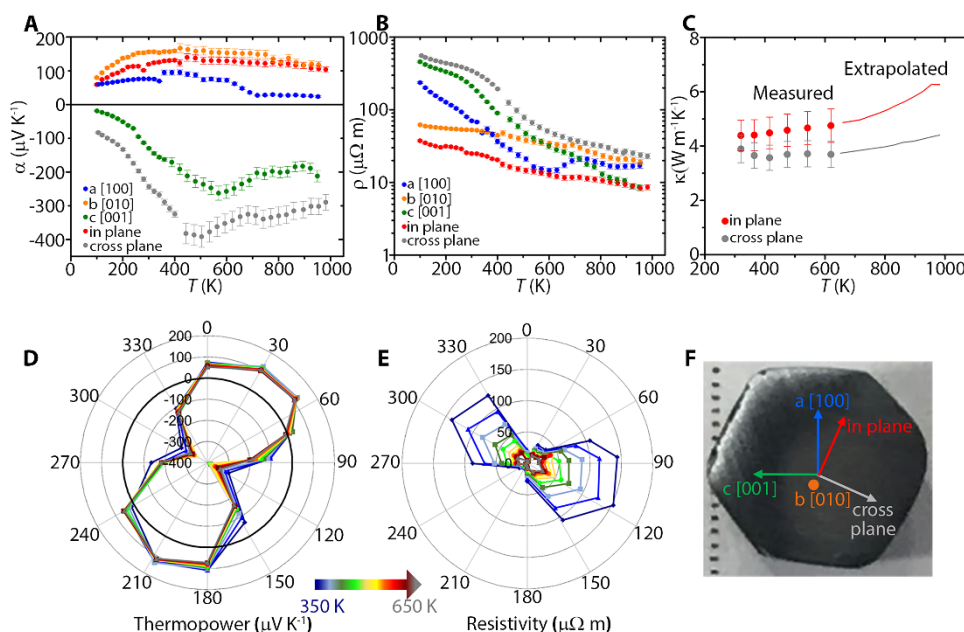 A
B
C
200
100
0
-100
-200
-300
-400
α (μV K⁻¹)
a [100]
b [010]
c [001]
in plane
cross plane
0 200 400 600 800 1000
T (K)
1000
100
10
1
ρ (μΩ m)
a [100]
b [010]
c [001]
in plane
cross plane
0 200 400 600 800 1000
T (K)
8
6
4
2
0
κ(W m⁻¹ K⁻¹)
Measured
Extrapolated
in plane
cross plane
200 400 600 800 1000
T (K)
D
0
30
60
90
120
150
180
210
240
270
300
330
200
100
0
-100
-200
-300
-400
350 K
650 K
Thermopower (μV K⁻¹)
E
0
30
60
90
120
150
180
210
240
270
300
330
200
150
100
50
0
Resistivity (μΩ m)
F
a [100]
in plane
c [001]
b [010]
cross
plane